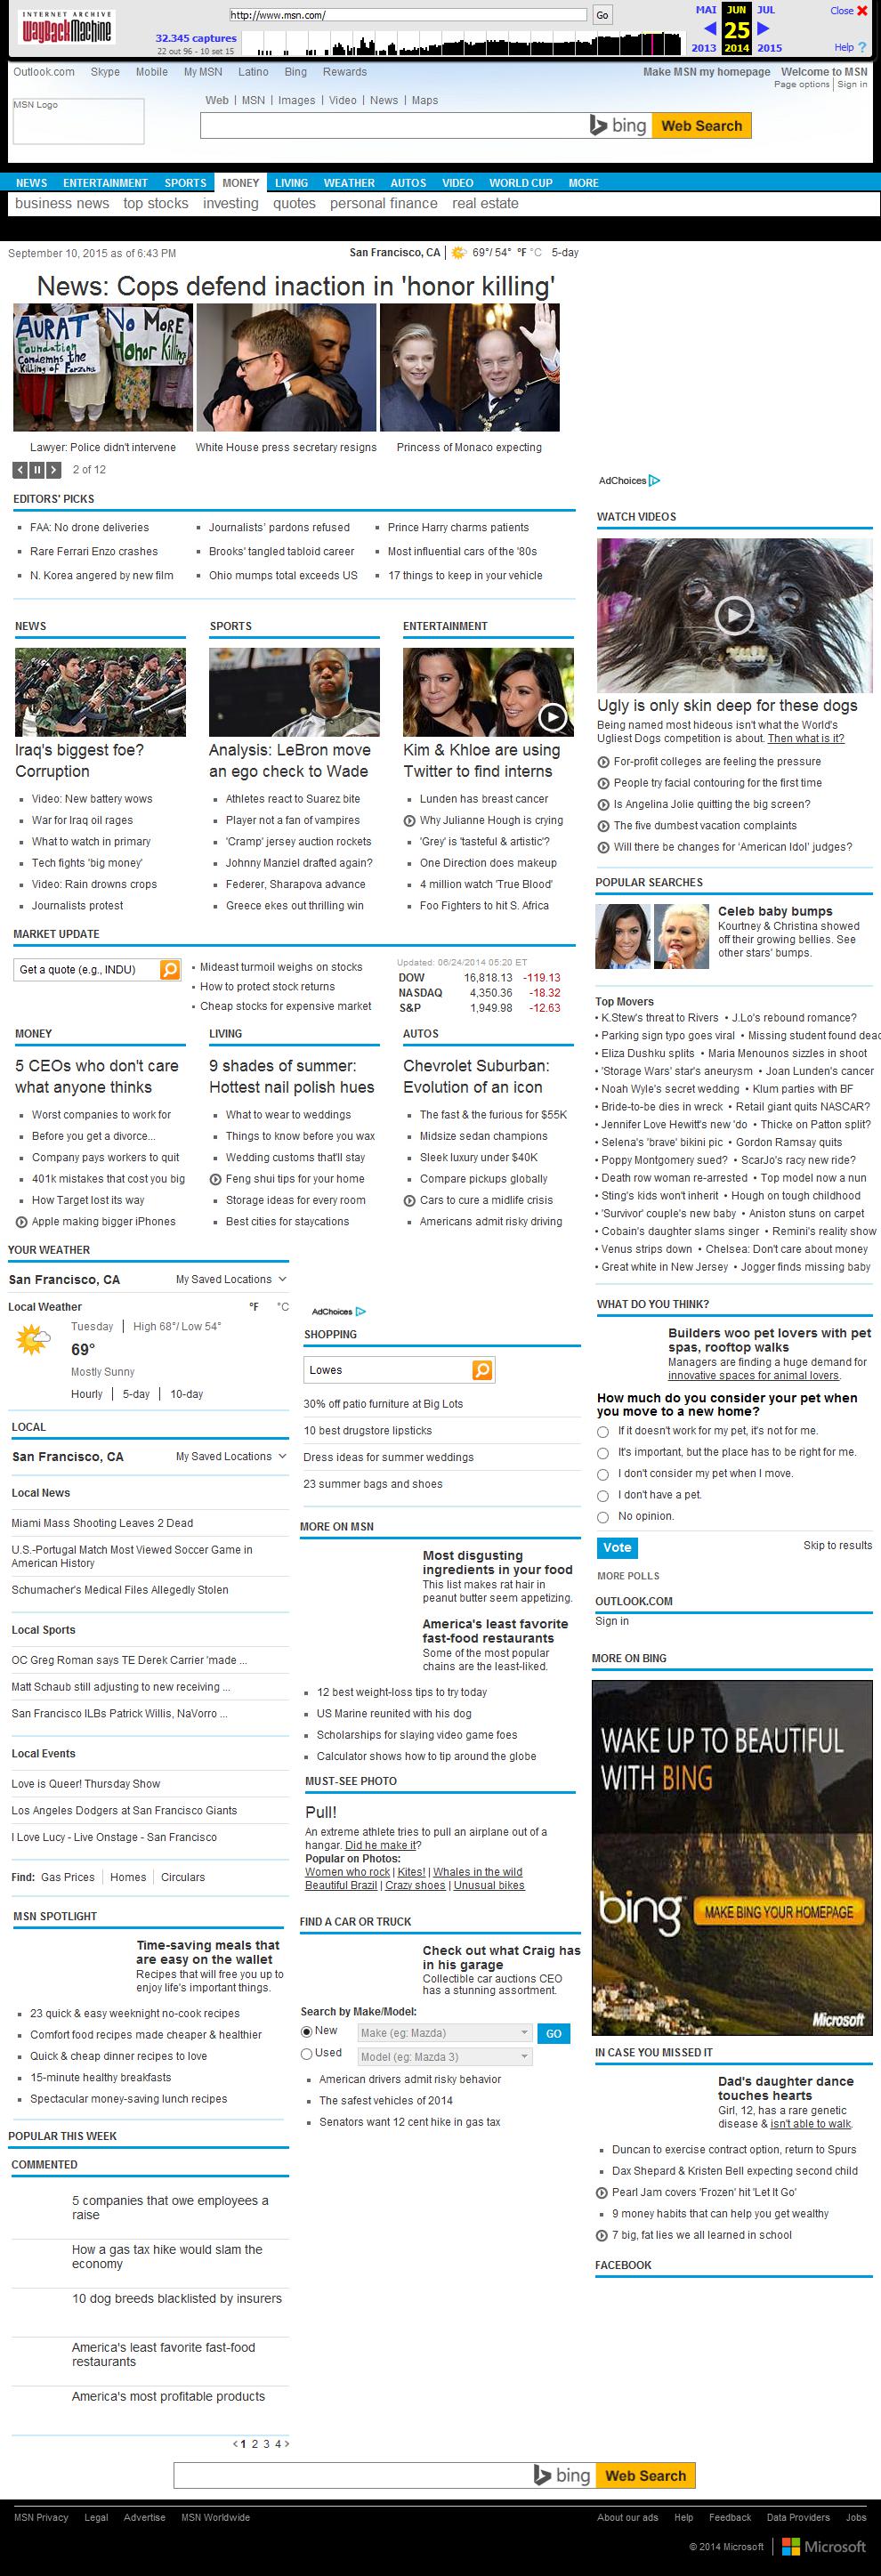 INTERNET ARCHIVE
WayBackMachine
http://www.msn.com/
Go
32.345 captures
22 out 96 - 10 set 15
MAI JUN JUL
25
2013 2014 2015
Close
Help ?
Outlook.com Skype Mobile My MSN Latino Bing Rewards
Make MSN my homepage Welcome to MSN
Page options Sign in
MSN Logo
Web | MSN | Images | Video | News | Maps
bing Web Search
NEWS ENTERTAINMENT SPORTS MONEY LIVING WEATHER AUTOS VIDEO WORLD CUP MORE
business news top stocks investing quotes personal finance real estate
September 10, 2015 as of 6:43 PM
San Francisco, CA 69°/ 54° °F °C 5-day
News: Cops defend inaction in 'honor killing'
AURAT
Foundation
Condemns the
Killing of Farzana
No MORE
Honor Killing
Lawyer: Police didn't intervene
White House press secretary resigns
Princess of Monaco expecting
2 of 12
EDITORS' PICKS
FAA: No drone deliveries
Journalists' pardons refused
Prince Harry charms patients
Rare Ferrari Enzo crashes
Brooks' tangled tabloid career
Most influential cars of the '80s
N. Korea angered by new film
Ohio mumps total exceeds US
17 things to keep in your vehicle
NEWS
Iraq's biggest foe?
Corruption
Video: New battery wows
War for Iraq oil rages
What to watch in primary
Tech fights 'big money'
Video: Rain drowns crops
Journalists protest
SPORTS
Analysis: LeBron move
an ego check to Wade
Athletes react to Suarez bite
Player not a fan of vampires
'Cramp' jersey auction rockets
Johnny Manziel drafted again?
Federer, Sharapova advance
Greece ekes out thrilling win
ENTERTAINMENT
Kim & Khloe are using
Twitter to find interns
Lunden has breast cancer
Why Julianne Hough is crying
'Grey' is 'tasteful & artistic'?
One Direction does makeup
4 million watch 'True Blood'
Foo Fighters to hit S. Africa
MARKET UPDATE
Get a quote (e.g., INDU)
Mideast turmoil weighs on stocks
How to protect stock returns
Cheap stocks for expensive market
Updated: 06/24/2014 05:20 ET
DOW 16,818.13 -119.13
NASDAQ 4,350.36 -18.32
S&P 1,949.98 -12.63
MONEY
5 CEOs who don't care
what anyone thinks
Worst companies to work for
Before you get a divorce...
Company pays workers to quit
401k mistakes that cost you big
How Target lost its way
Apple making bigger iPhones
LIVING
9 shades of summer:
Hottest nail polish hues
What to wear to weddings
Things to know before you wax
Wedding customs that'll stay
Feng shui tips for your home
Storage ideas for every room
Best cities for staycations
AUTOS
Chevrolet Suburban:
Evolution of an icon
The fast & the furious for $55K
Midsize sedan champions
Sleek luxury under $40K
Compare pickups globally
Cars to cure a midlife crisis
Americans admit risky driving
YOUR WEATHER
San Francisco, CA My Saved Locations
Local Weather °F °C
Tuesday High 68°/ Low 54°
69°
Mostly Sunny
Hourly 5-day 10-day
LOCAL
San Francisco, CA My Saved Locations
Local News
Miami Mass Shooting Leaves 2 Dead
U.S.-Portugal Match Most Viewed Soccer Game in
American History
Schumacher's Medical Files Allegedly Stolen
Local Sports
OC Greg Roman says TE Derek Carrier 'made ...
Matt Schaub still adjusting to new receiving ...
San Francisco ILBs Patrick Willis, NaVorro ...
Local Events
Love is Queer! Thursday Show
Los Angeles Dodgers at San Francisco Giants
I Love Lucy - Live Onstage - San Francisco
Find: Gas Prices Homes Circulars
MSN SPOTLIGHT
Time-saving meals that
are easy on the wallet
Recipes that will free you up to
enjoy life's important things.
23 quick & easy weeknight no-cook recipes
Comfort food recipes made cheaper & healthier
Quick & cheap dinner recipes to love
15-minute healthy breakfasts
Spectacular money-saving lunch recipes
POPULAR THIS WEEK
COMMENTED
5 companies that owe employees a
raise
How a gas tax hike would slam the
economy
10 dog breeds blacklisted by insurers
America's least favorite fast-food
restaurants
America's most profitable products
1 2 3 4
AdChoices
SHOPPING
Lowes
30% off patio furniture at Big Lots
10 best drugstore lipsticks
Dress ideas for summer weddings
23 summer bags and shoes
MORE ON MSN
Most disgusting
ingredients in your food
This list makes rat hair in
peanut butter seem appetizing.
America's least favorite
fast-food restaurants
Some of the most popular
chains are the least-liked.
12 best weight-loss tips to try today
US Marine reunited with his dog
Scholarships for slaying video game foes
Calculator shows how to tip around the globe
MUST-SEE PHOTO
Pull!
An extreme athlete tries to pull an airplane out of a
hangar. Did he make it?
Popular on Photos:
Women who rock | Kites! | Whales in the wild
Beautiful Brazil | Crazy shoes | Unusual bikes
FIND A CAR OR TRUCK
Check out what Craig has
in his garage
Collectible car auctions CEO
has a stunning assortment.
Search by Make/Model:
New Make (eg: Mazda) GO
Used Model (eg: Mazda 3)
American drivers admit risky behavior
The safest vehicles of 2014
Senators want 12 cent hike in gas tax
AdChoices
WATCH VIDEOS
Ugly is only skin deep for these dogs
Being named most hideous isn't what the World's
Ugliest Dogs competition is about. Then what is it?
For-profit colleges are feeling the pressure
People try facial contouring for the first time
Is Angelina Jolie quitting the big screen?
The five dumbest vacation complaints
Will there be changes for 'American Idol' judges?
POPULAR SEARCHES
Celeb baby bumps
Kourtney & Christina showed
off their growing bellies. See
other stars' bumps.
Top Movers
• K.Stew's threat to Rivers • J.Lo's rebound romance?
• Parking sign typo goes viral • Missing student found dead
• Eliza Dushku splits • Maria Menounos sizzles in shoot
• 'Storage Wars' star's aneurysm • Joan Lunden's cancer
• Noah Wyle's secret wedding • Klum parties with BF
• Bride-to-be dies in wreck • Retail giant quits NASCAR?
• Jennifer Love Hewitt's new 'do • Thicke on Patton split?
• Selena's 'brave' bikini pic • Gordon Ramsay quits
• Poppy Montgomery sued? • ScarJo's racy new ride?
• Death row woman re-arrested • Top model now a nun
• Sting's kids won't inherit • Hough on tough childhood
• 'Survivor' couple's new baby • Aniston stuns on carpet
• Cobain's daughter slams singer • Remini's reality show
• Venus strips down • Chelsea: Don't care about money
• Great white in New Jersey • Jogger finds missing baby
WHAT DO YOU THINK?
Builders woo pet lovers with pet
spas, rooftop walks
Managers are finding a huge demand for
innovative spaces for animal lovers.
How much do you consider your pet when
you move to a new home?
If it doesn't work for my pet, it's not for me.
It's important, but the place has to be right for me.
I don't consider my pet when I move.
I don't have a pet.
No opinion.
Vote Skip to results
MORE POLLS
OUTLOOK.COM
Sign in
MORE ON BING
WAKE UP TO BEAUTIFUL
WITH BING
bing MAKE BING YOUR HOMEPAGE
Microsoft
IN CASE YOU MISSED IT
Dad's daughter dance
touches hearts
Girl, 12, has a rare genetic
disease & isn't able to walk.
Duncan to exercise contract option, return to Spurs
Dax Shepard & Kristen Bell expecting second child
Pearl Jam covers 'Frozen' hit 'Let It Go'
9 money habits that can help you get wealthy
7 big, fat lies we all learned in school
FACEBOOK
bing Web Search
MSN Privacy Legal Advertise MSN Worldwide
About our ads Help Feedback Data Providers Jobs
© 2014 Microsoft Microsoft